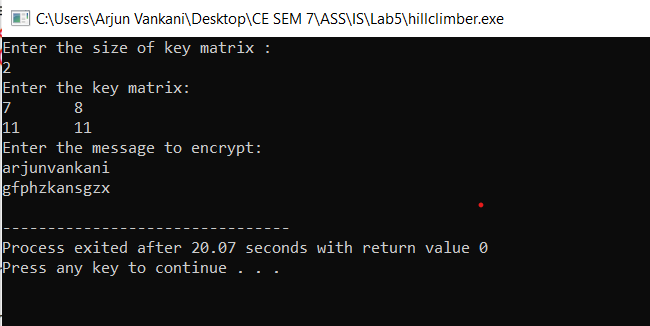 C:\Users\Arjun Vankani\Desktop\CE SEM 7\ASS\IS\Lab5\hillclimber.exe
Enter the size of key matrix :
2
Enter the key matrix:
7 8
11 11
Enter the message to encrypt:
arjunvankani
gfphzkansgzx
--------------------------------
Process exited after 20.07 seconds with return value 0
Press any key to continue . . .